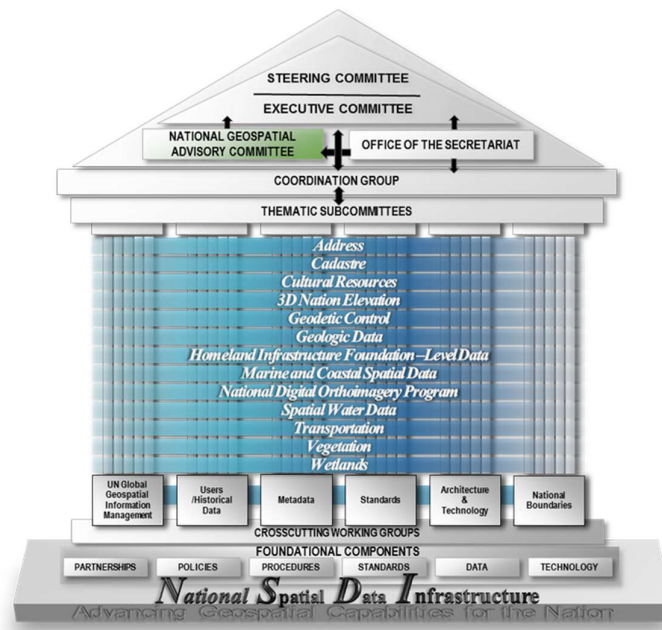 STEERING COMMITTEE
EXECUTIVE COMMITTEE
NATIONAL GEOSPATIAL
ADVISORY COMMITTEE
OFFICE OF THE SECRETARIAT
COORDINATION GROUP
THEMATIC SUBCOMMITTEES
Address
Cadastre
Cultural Resources
3D Nation Elevation
Geodetic Control
Geologic Data
Homeland Infrastructure Foundation–Level Data
Marine and Coastal Spatial Data
National Digital Orthoimagery Program
Spatial Water Data
Transportation
Vegetation
Wetlands
UN Global
Geospatial
Information
Management
Users
/Historical
Data
Metadata
Standards
Architecture
&
Technology
National
Boundaries
CROSSCUTTING WORKING GROUPS
FOUNDATIONAL COMPONENTS
PARTNERSHIPS
POLICIES
PROCEDURES
STANDARDS
DATA
TECHNOLOGY
National Spatial Data Infrastructure
Advancing Geospatial Capabilities for the Nation